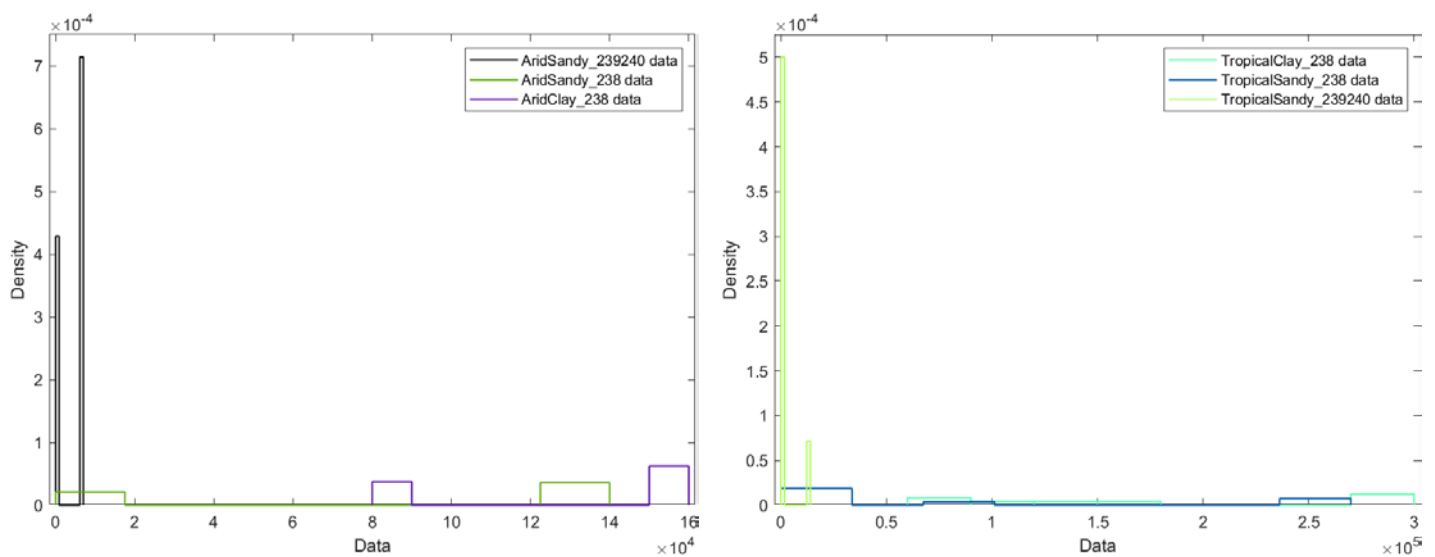 ×10⁻⁴
7
6
5
4
3
2
1
0
Density
AridSandy_239240 data
AridSandy_238 data
AridClay_238 data
0 2 4 6 8 10 12 14 16
Data
×10⁴
×10⁻⁴
5
4.5
4
3.5
3
2.5
2
1.5
1
0.5
0
Density
TropicalClay_238 data
TropicalSandy_238 data
TropicalSandy_239240 data
0 0.5 1 1.5 2 2.5 3
Data
×10⁵